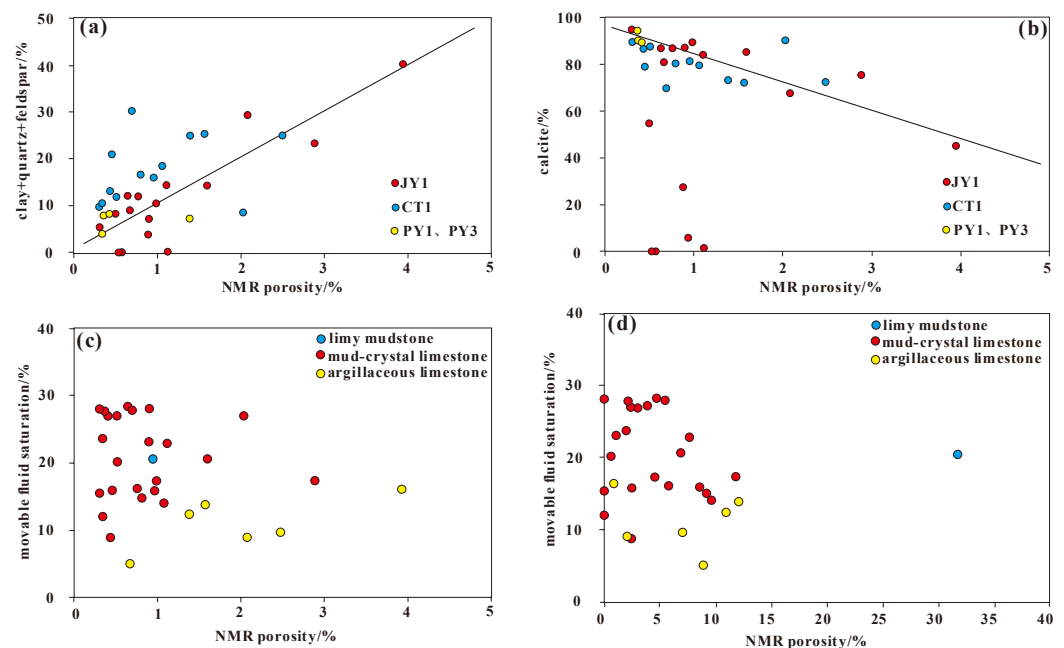 (a)
clay+quartz+feldspar/%
50
40
30
20
10
0
JY1
CT1
PY1、PY3
0 1 2 3 4 5
NMR porosity/%
(b)
calcite/%
100
80
60
40
20
0
JY1
CT1
PY1、PY3
0 1 2 3 4 5
NMR porosity/%
(c)
movable fluid saturation/%
40
30
20
10
0
limy mudstone
mud-crystal limestone
argillaceous limestone
0 1 2 3 4 5
NMR porosity/%
(d)
movable fluid saturation/%
40
30
20
10
0
limy mudstone
mud-crystal limestone
argillaceous limestone
0 5 10 15 20 25 30 35 40
NMR porosity/%